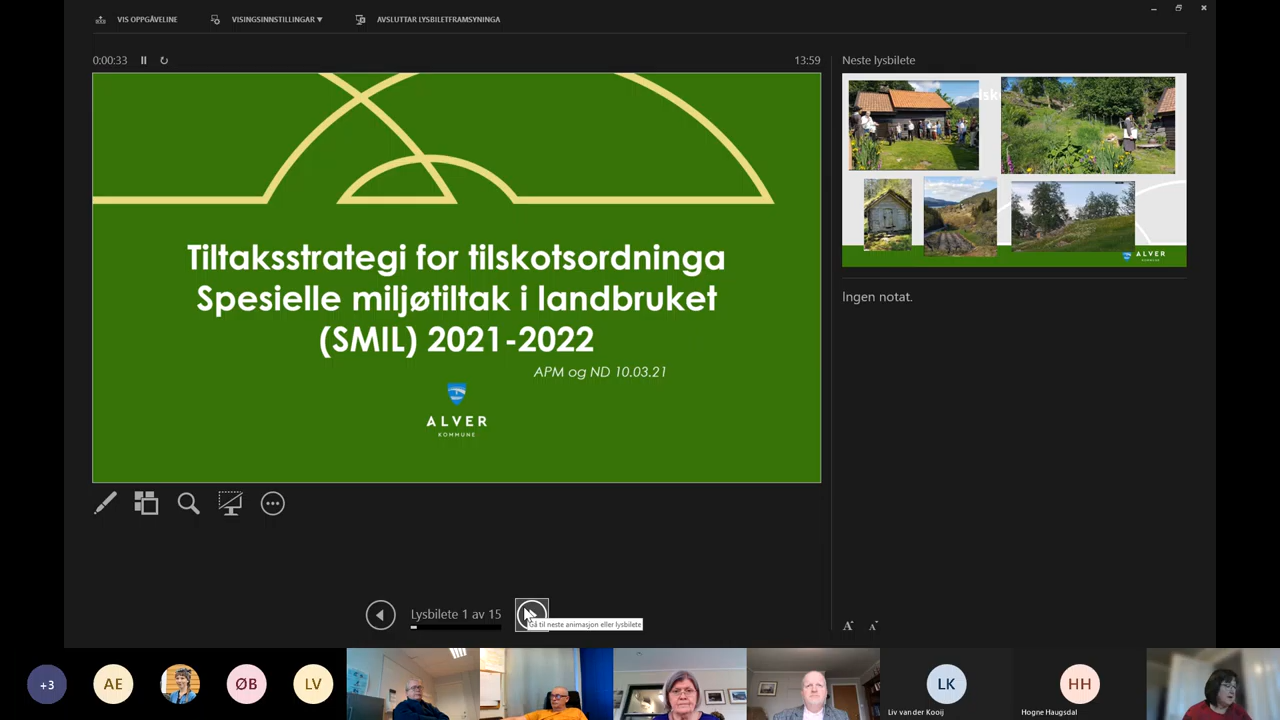 VIS OPPGÅVELINE
VISINGSINNSTILLINGAR ▼
AVSLUTTAR LYSBILETFRAMSYNINGA
0:00:33
13:59
Neste lysbilete
Tiltaksstrategi for tilskotsordninga
Spesielle miljøtiltak i landbruket
(SMIL) 2021-2022
APM og ND 10.03.21
ALVER
KOMMUNE
ALVER
Ingen notat.
Lysbilete 1 av 15
Gå til neste animasjon eller lysbilete
A
A
+3
AE
ØB
LV
LK
Liv van der Kooij
HH
Hogne Haugsdal